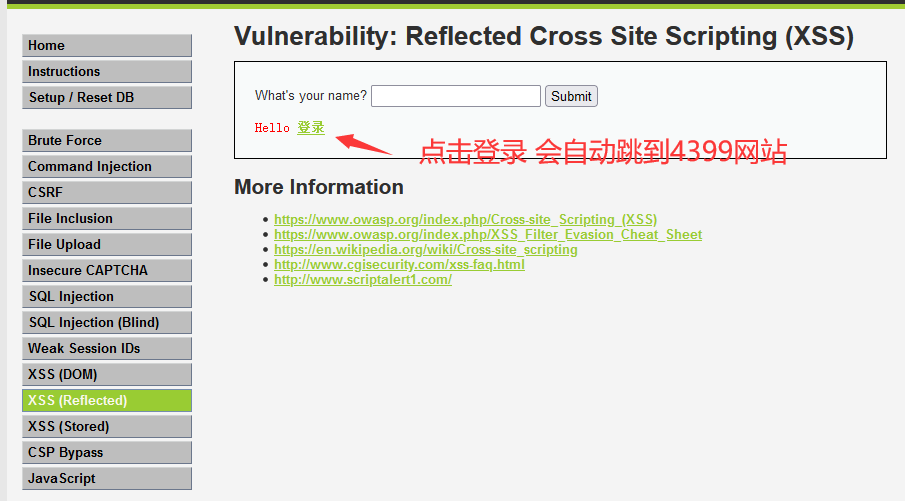 Home
Instructions
Setup / Reset DB
Brute Force
Command Injection
CSRF
File Inclusion
File Upload
Insecure CAPTCHA
SQL Injection
SQL Injection (Blind)
Weak Session IDs
XSS (DOM)
XSS (Reflected)
XSS (Stored)
CSP Bypass
JavaScript
Vulnerability: Reflected Cross Site Scripting (XSS)
What's your name? Submit
Hello 登录
点击登录 会自动跳到4399网站
More Information
https://www.owasp.org/index.php/Cross-site_Scripting_(XSS)
https://www.owasp.org/index.php/XSS_Filter_Evasion_Cheat_Sheet
https://en.wikipedia.org/wiki/Cross-site_scripting
http://www.cgisecurity.com/xss-faq.html
http://www.scriptalert1.com/